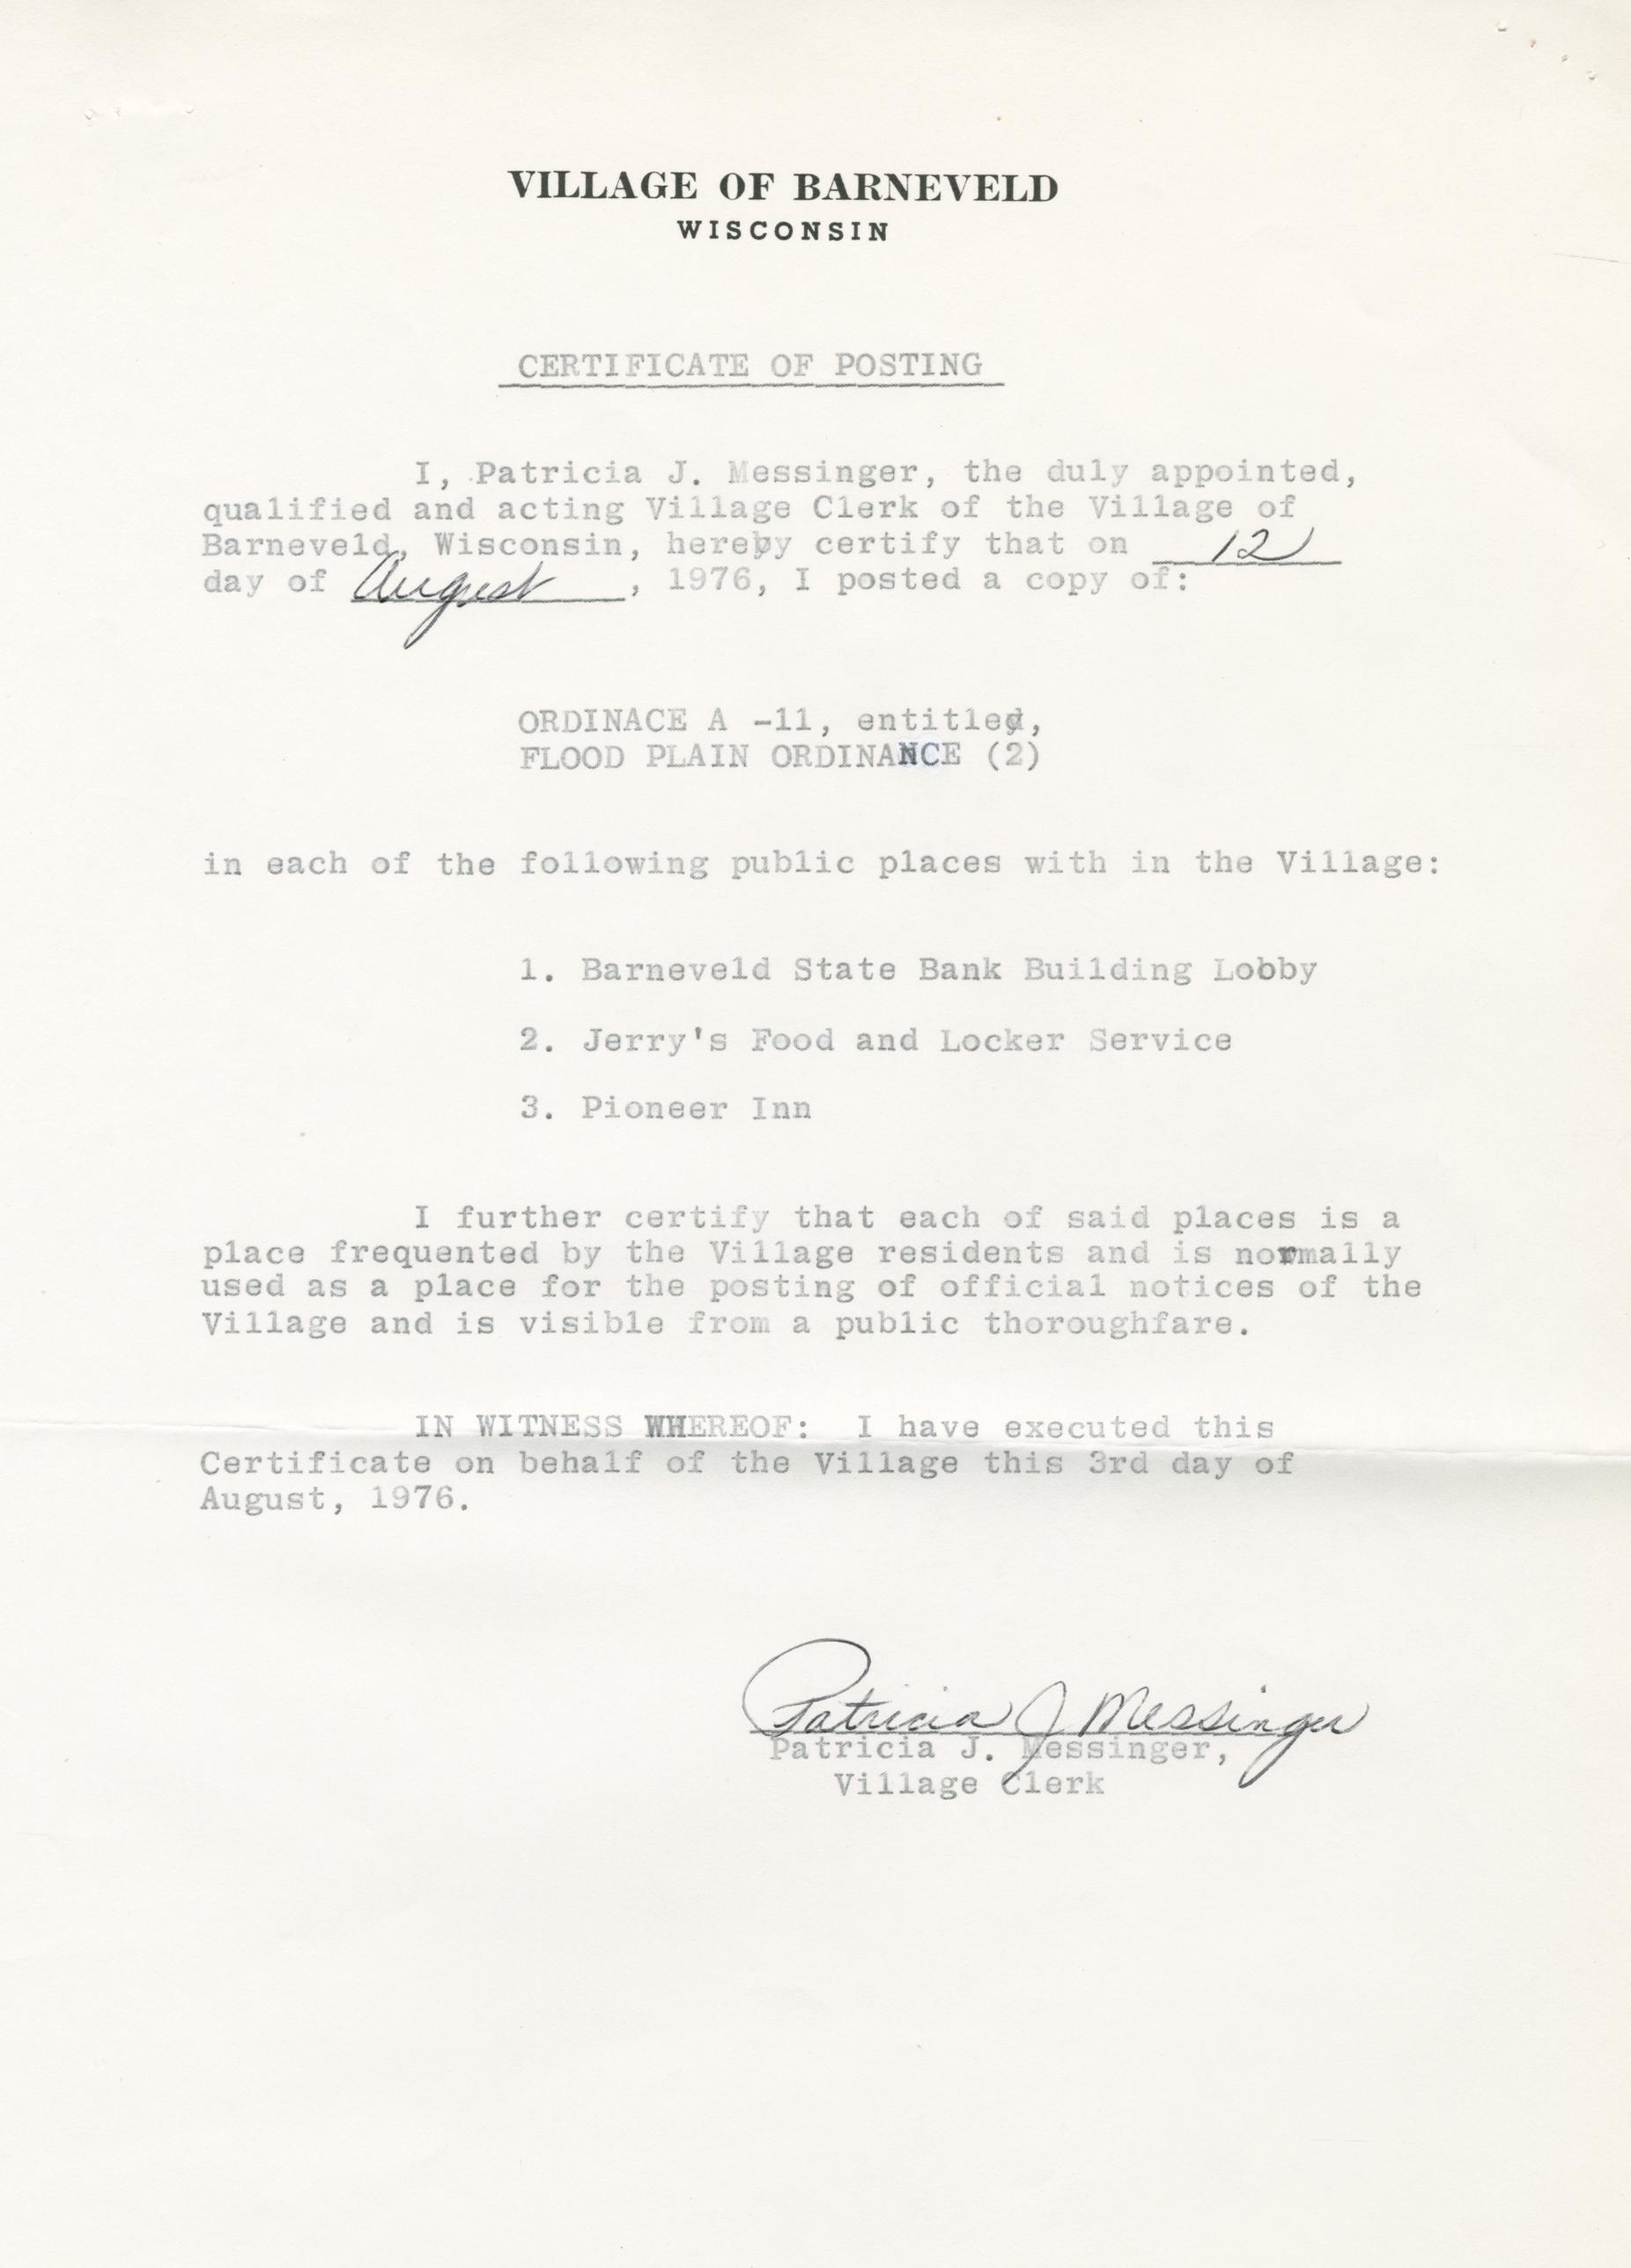 VILLAGE OF BARNEVELD
WISCONSIN
CERTIFICATE OF POSTING
I, Patricia J. Messinger, the duly appointed,
qualified and acting Village Clerk of the Village of
Barneveld, Wisconsin, hereby certify that on 12
day of August, 1976, I posted a copy of:
ORDINACE A -11, entitled,
FLOOD PLAIN ORDINANCE (2)
in each of the following public places with in the Village:
1. Barneveld State Bank Building Lobby
2. Jerry's Food and Locker Service
3. Pioneer Inn
I further certify that each of said places is a
place frequented by the Village residents and is normally
used as a place for the posting of official notices of the
Village and is visible from a public thoroughfare.
IN WITNESS WHEREOF: I have executed this
Certificate on behalf of the Village this 3rd day of
August, 1976.
Patricia J Messinger
Patricia J. Messinger,
Village Clerk